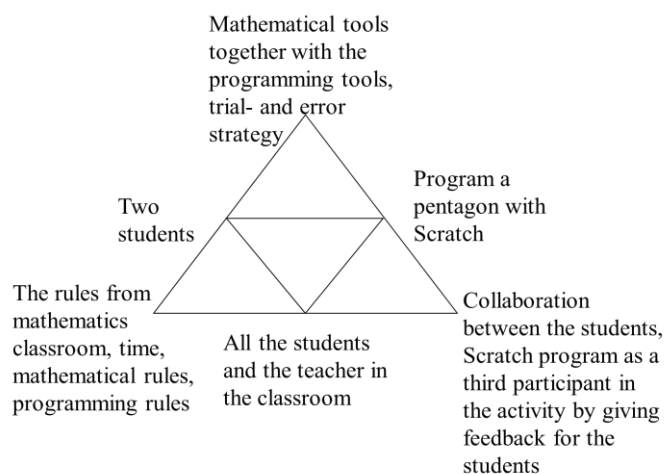 Mathematical tools
together with the
programming tools,
trial- and error
strategy
Two
students
Program a
pentagon with
Scratch
The rules from
mathematics
classroom, time,
mathematical rules,
programming rules
All the students
and the teacher in
the classroom
Collaboration
between the students,
Scratch program as a
third participant in
the activity by giving
feedback for the
students